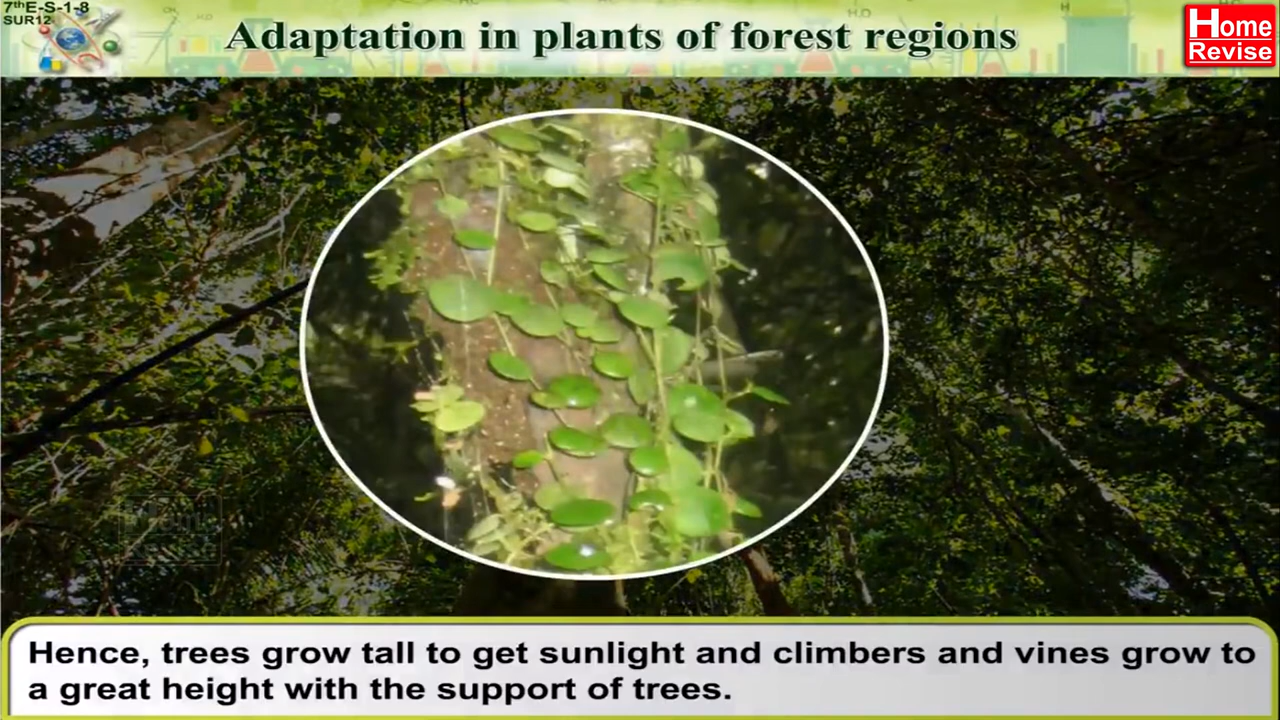 7thE-S-1-8
SUR12
Adaptation in plants of forest regions
Home
Revise
Hence, trees grow tall to get sunlight and climbers and vines grow to
a great height with the support of trees.